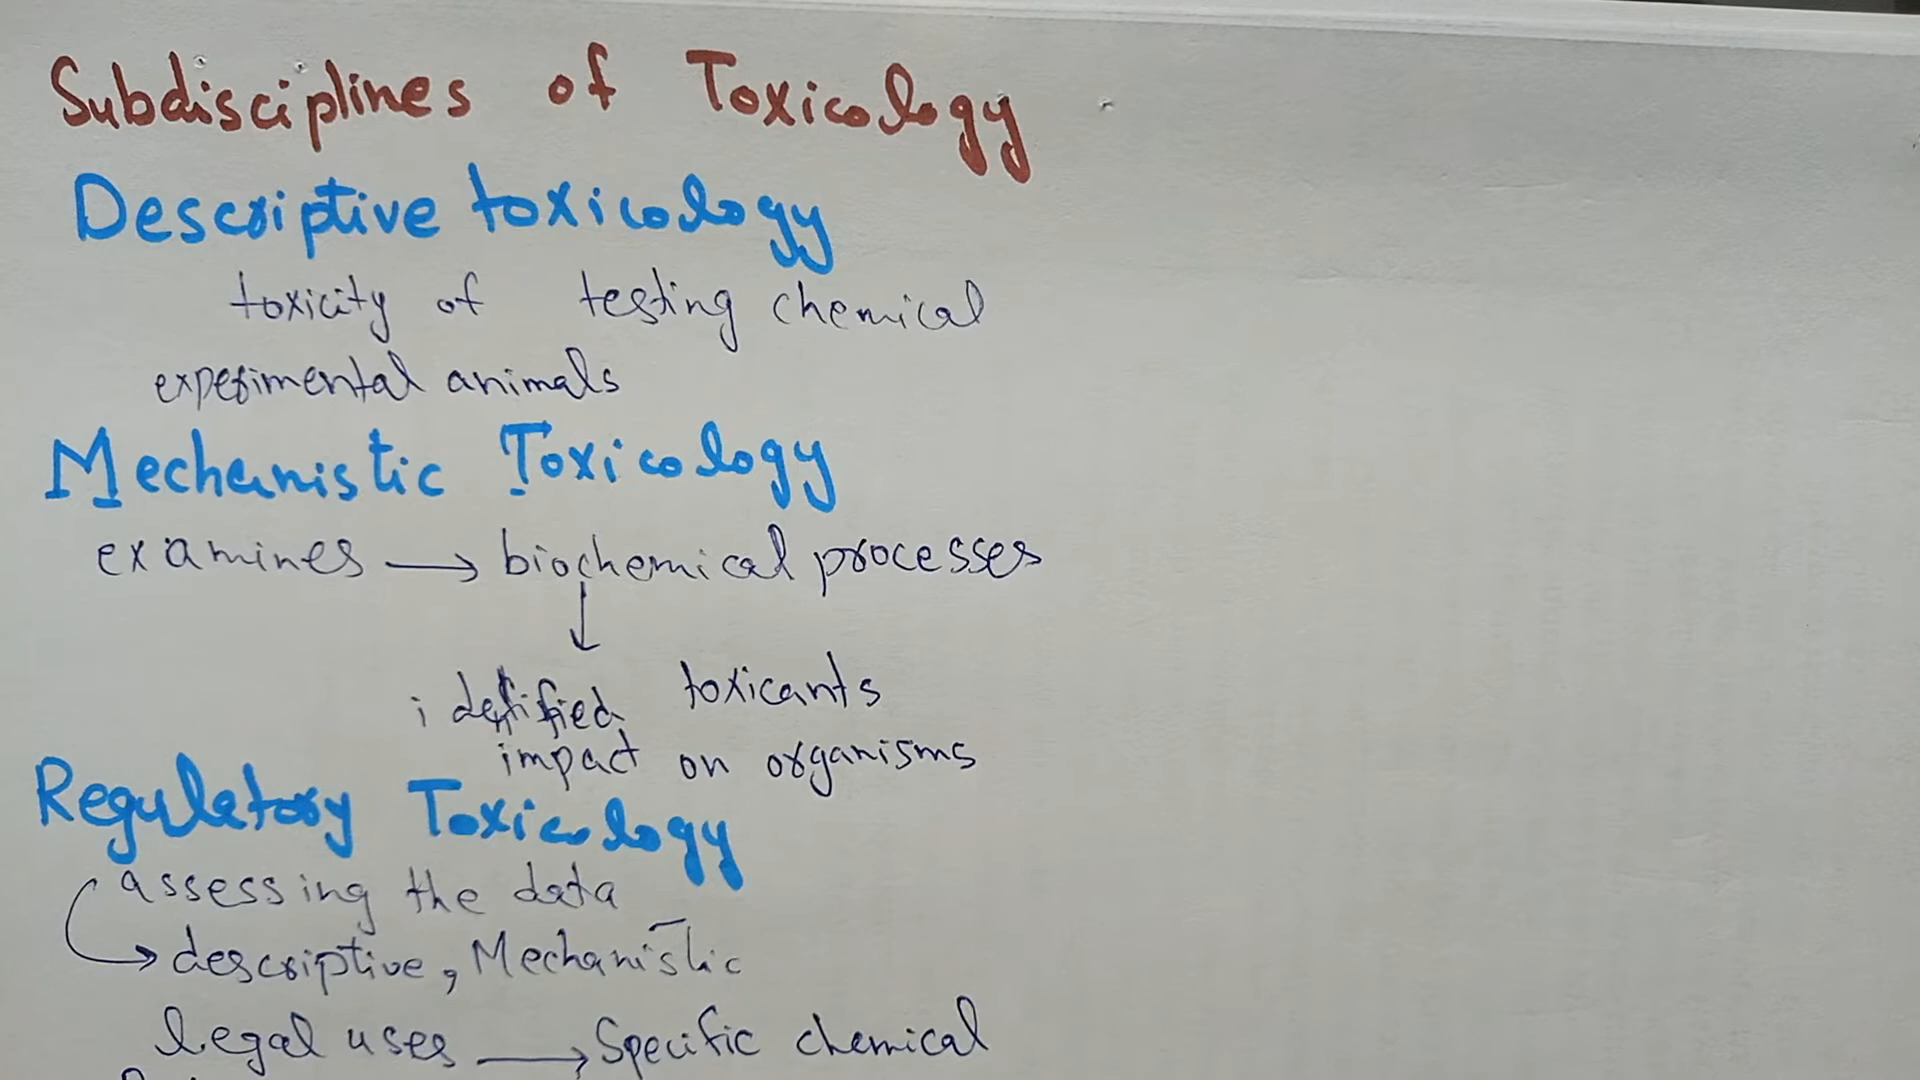 Subdisciplines of Toxicology
Descriptive toxicology
toxicity of testing chemical
experimental animals
Mechanistic Toxicology
examines → biochemical processes
↓
identified toxicants
impact on organisms
Regulatory Toxicology
assessing the data
→ descriptive, Mechanistic
legal uses → Specific chemical